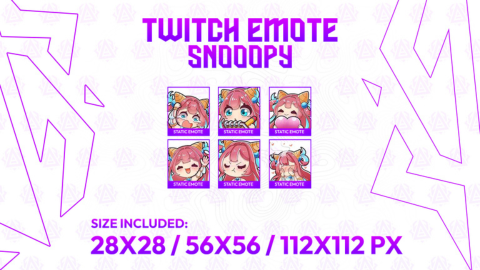 TWITCH EMOTE
SNOOOPY
STATIC EMOTE
STATIC EMOTE
STATIC EMOTE
STATIC EMOTE
STATIC EMOTE
STATIC EMOTE
SIZE INCLUDED:
28X28 / 56X56 / 112X112 PX